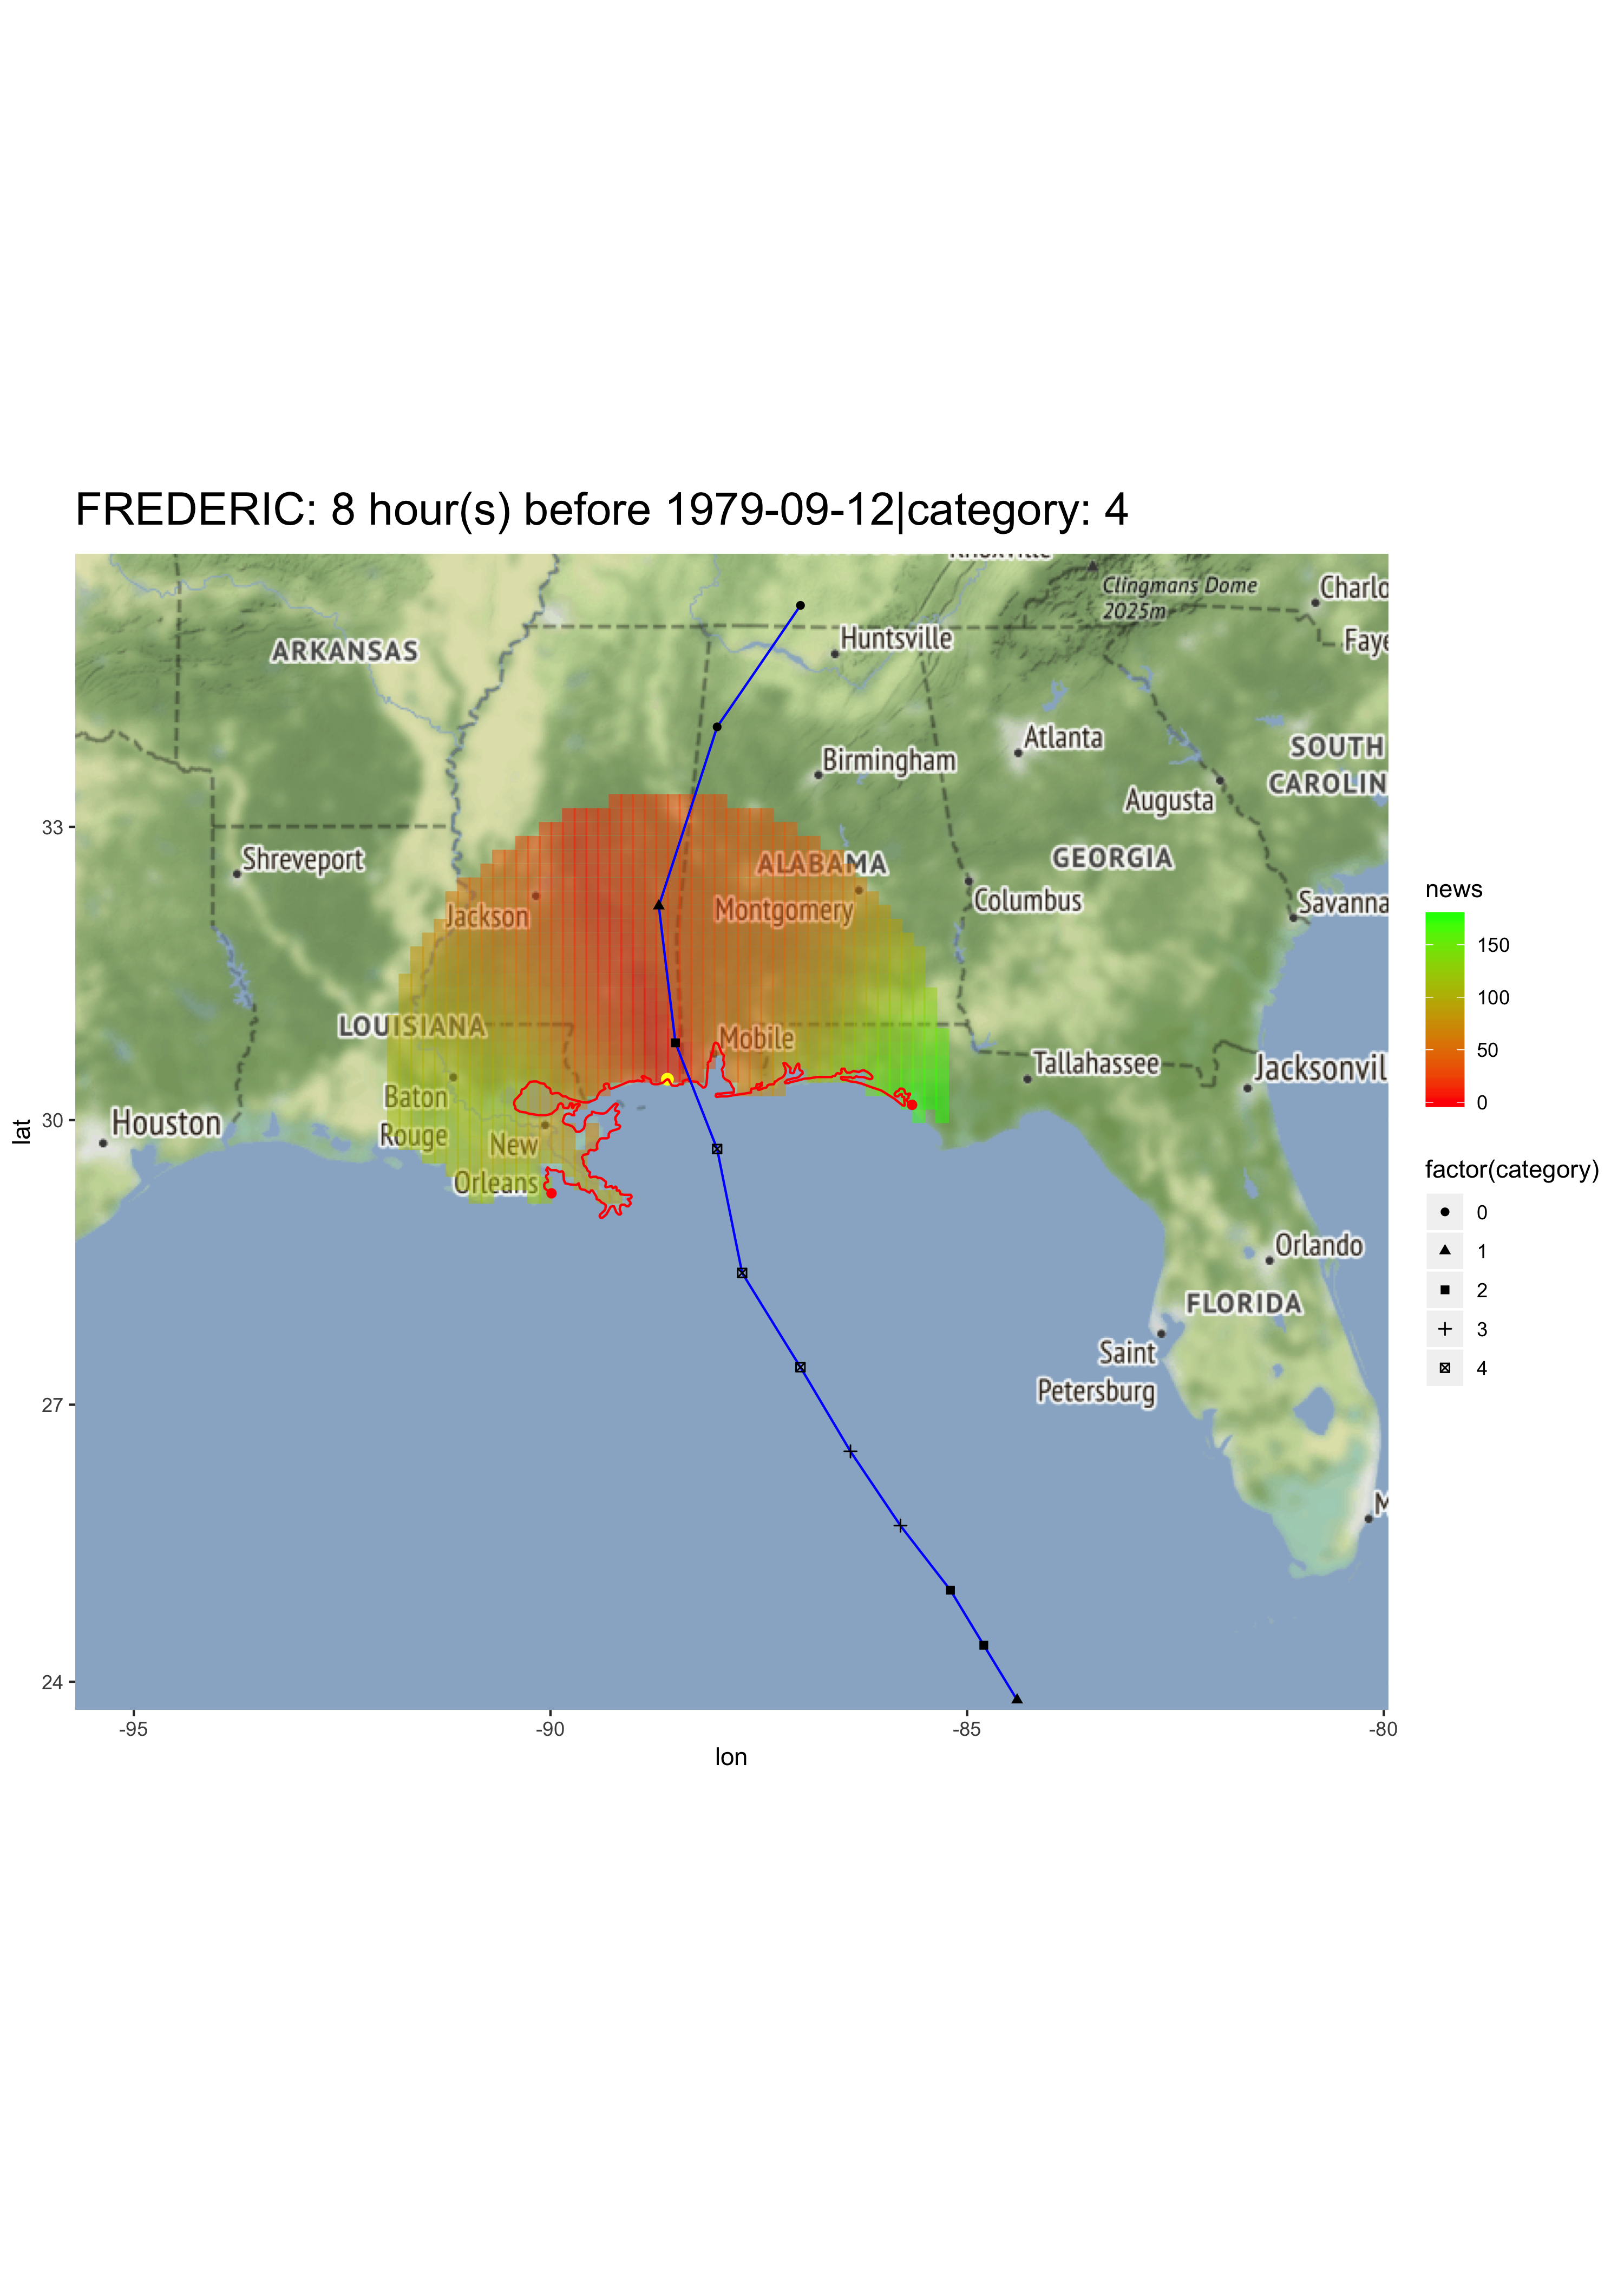 FREDERIC: 8 hour(s) before 1979-09-12|category: 4
Knoxville
Clingmans Dome
2025m
Charlo
Faye
Huntsville
ARKANSAS
Atlanta
SOUTH
CAROLIN
Birmingham
Augusta
33
Shreveport
ALABAMA
GEORGIA
Jackson
Montgomery
Columbus
Savanna
LOUISIANA
Mobile
Tallahassee
Jacksonvil
Baton
Rouge
Houston
New
Orleans
30
lat
Orlando
FLORIDA
Saint
Petersburg
27
M
24
-95
-90
-85
-80
lon
news
150
100
50
0
factor(category)
0
1
2
3
4